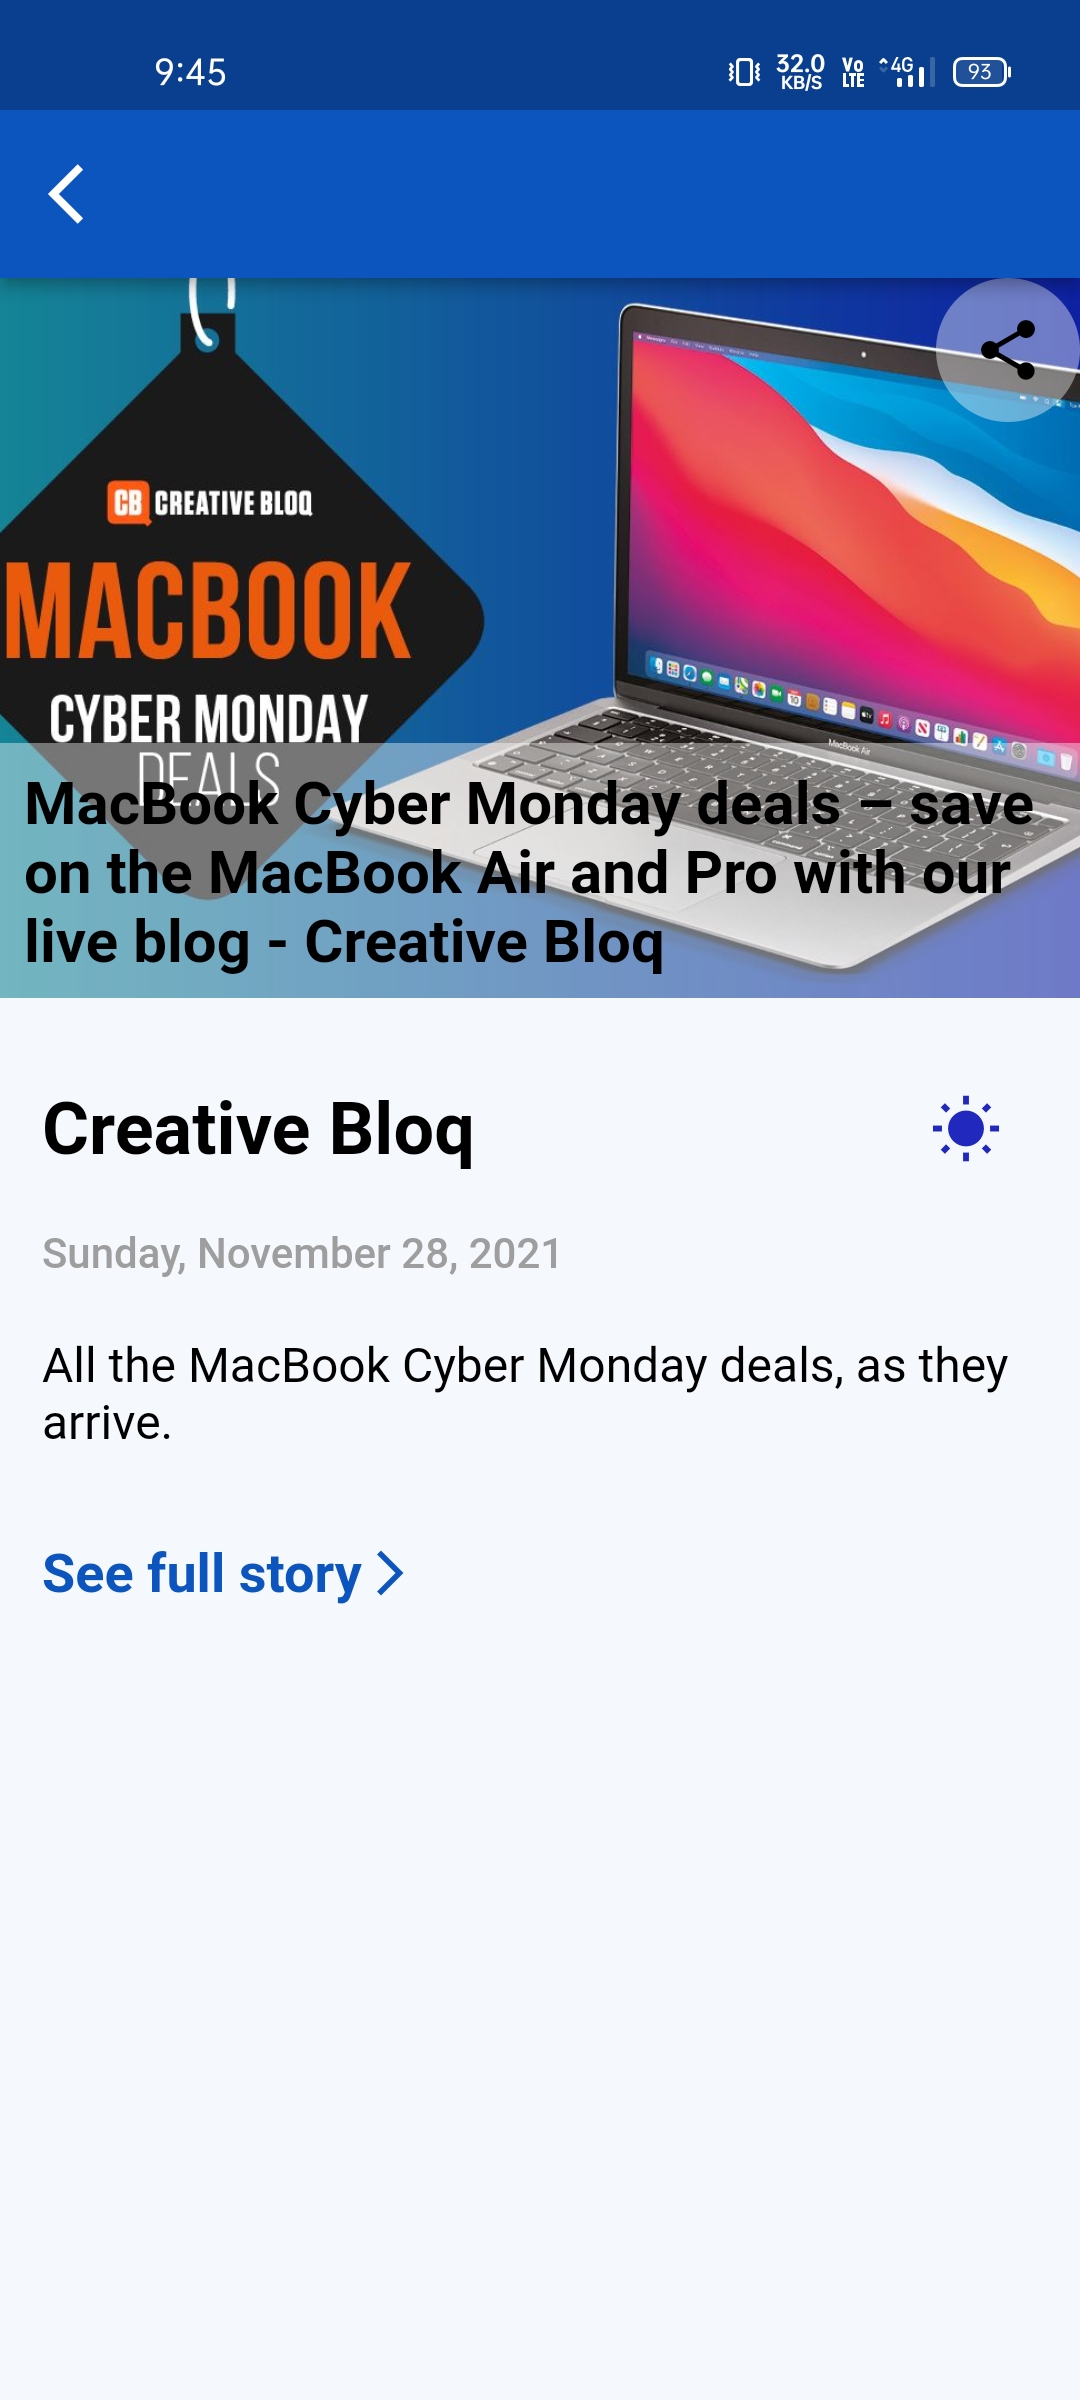 9:45
32.0
KB/S
Vo
LTE
4G
93
CB CREATIVE BLOQ
MACBOOK
CYBER MONDAY
DEALS
MacBook Air
MacBook Cyber Monday deals – save
on the MacBook Air and Pro with our
live blog - Creative Bloq
Creative Bloq
Sunday, November 28, 2021
All the MacBook Cyber Monday deals, as they
arrive.
See full story